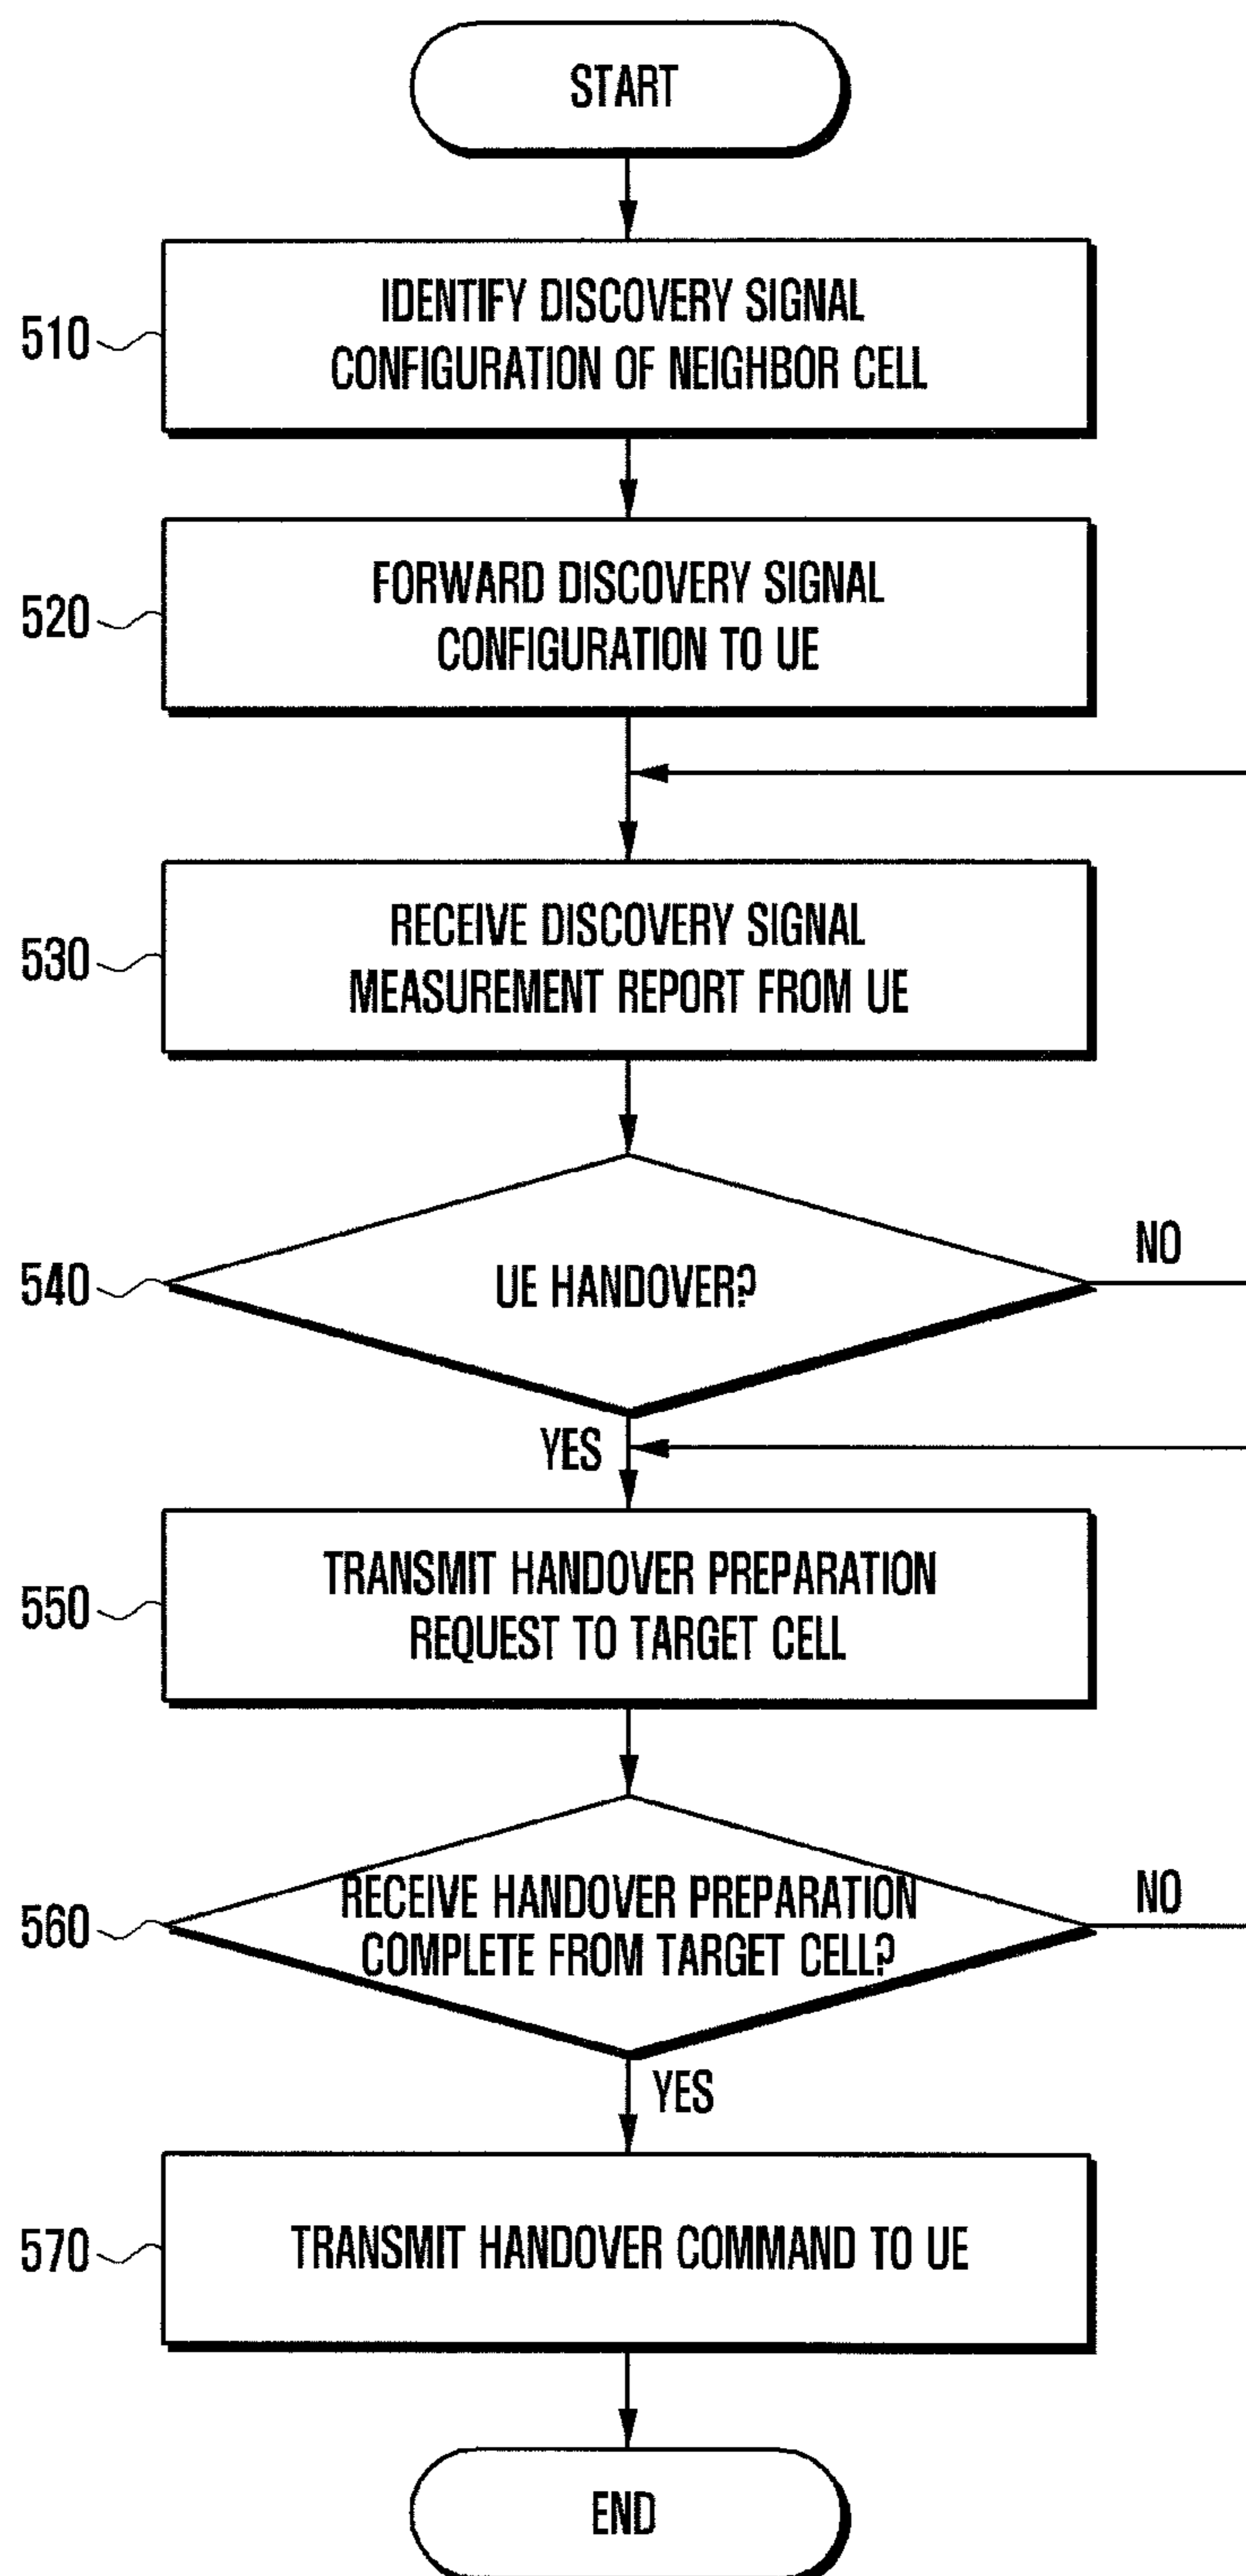 START
510
IDENTIFY DISCOVERY SIGNAL
CONFIGURATION OF NEIGHBOR CELL
520
FORWARD DISCOVERY SIGNAL
CONFIGURATION TO UE
530
RECEIVE DISCOVERY SIGNAL
MEASUREMENT REPORT FROM UE
540
UE HANDOVER?
NO
YES
550
TRANSMIT HANDOVER PREPARATION
REQUEST TO TARGET CELL
560
RECEIVE HANDOVER PREPARATION
COMPLETE FROM TARGET CELL?
NO
YES
570
TRANSMIT HANDOVER COMMAND TO UE
END